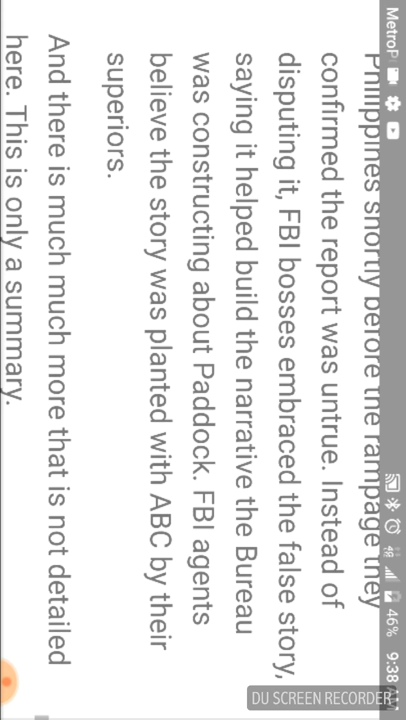 MetroP 4G 46% 9:38 AM
Philippines shortly before the rampage they
confirmed the report was untrue. Instead of
disputing it, FBI bosses embraced the false story,
saying it helped build the narrative the Bureau
was constructing about Paddock. FBI agents
believe the story was planted with ABC by their
superiors.
And there is much much more that is not detailed
here. This is only a summary.
DU SCREEN RECORDER